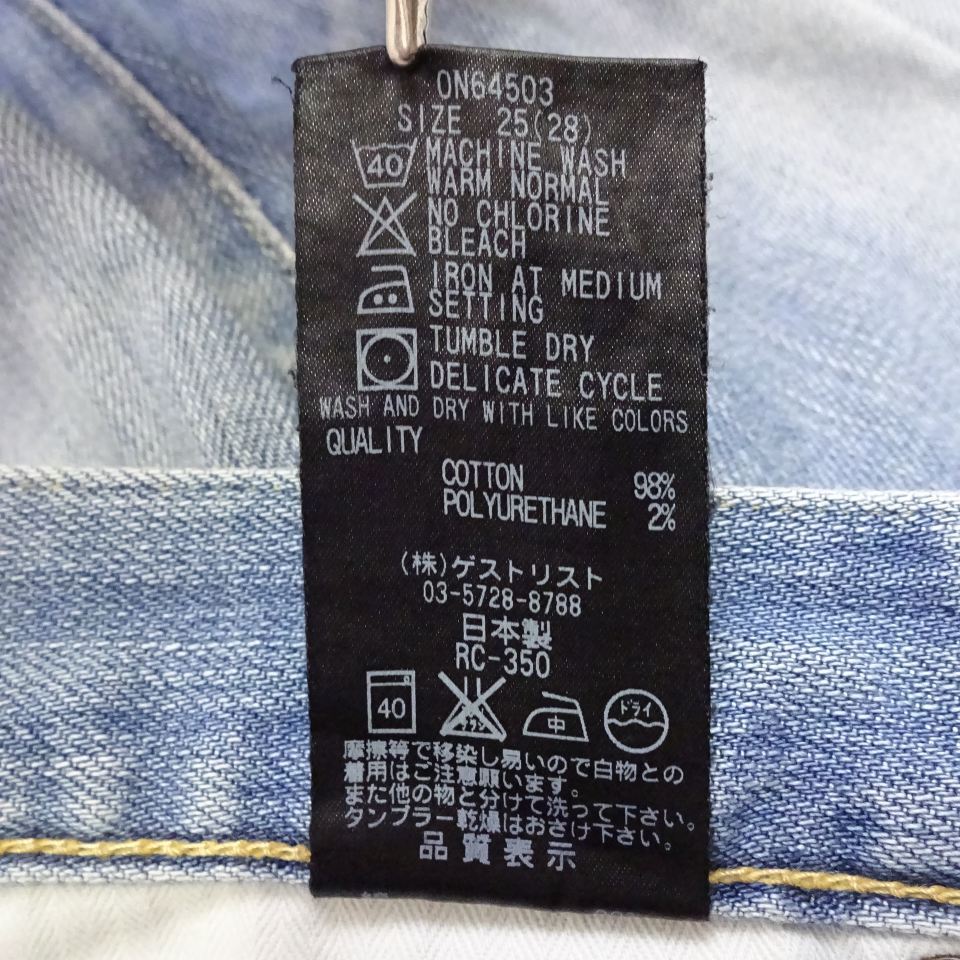 ON64503
SIZE 25(28)
40 MACHINE WASH
WARM NORMAL
NO CHLORINE
BLEACH
IRON AT MEDIUM
SETTING
TUMBLE DRY
DELICATE CYCLE
WASH AND DRY WITH LIKE COLORS
QUALITY
COTTON 98%
POLYURETHANE 2%
(株)ゲストリスト
03-5728-8788
日本製
RC-350
40 中 ドライ
摩擦等で移染し易いので白物との
着用はご注意願います。
また他の物と分けて洗って下さい。
タンブラー乾燥はおさけ下さい。
品質表示